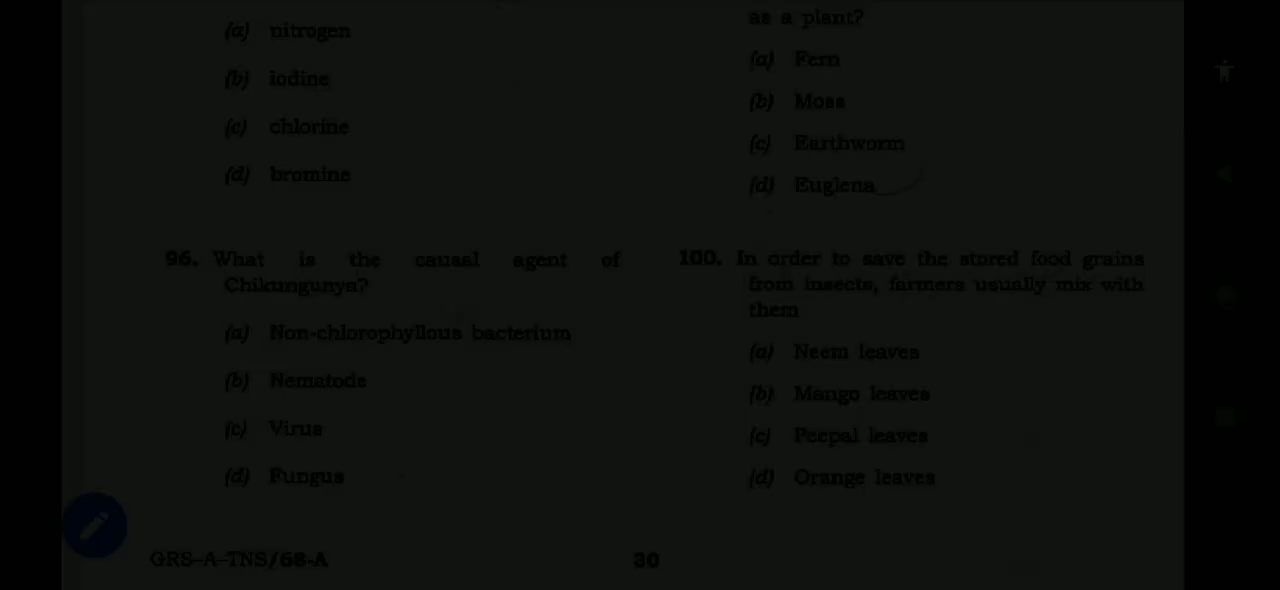 (a) nitrogen
(b) iodine
(c) chlorine
(d) bromine
96. What is the causal agent of
Chikungunya?
(a) Non-chlorophyllous bacterium
(b) Nematode
(c) Virus
(d) Fungus
as a plant?
(a) Fern
(b) Moss
(c) Earthworm
(d) Euglena
100. In order to save the stored food grains
from insects, farmers usually mix with
them
(a) Neem leaves
(b) Mango leaves
(c) Peepal leaves
(d) Orange leaves
GRS-A-TNS/68-A
30